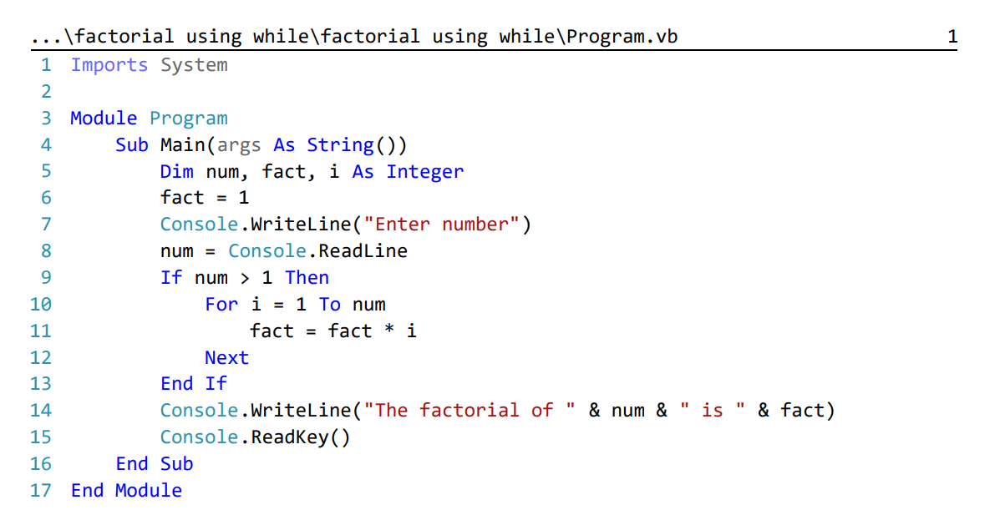 ...\factorial using while\factorial using while\Program.vb 1
1 Imports System
2
3 Module Program
4     Sub Main(args As String())
5         Dim num, fact, i As Integer
6         fact = 1
7         Console.WriteLine("Enter number")
8         num = Console.ReadLine
9         If num > 1 Then
10             For i = 1 To num
11                 fact = fact * i
12             Next
13         End If
14         Console.WriteLine("The factorial of " & num & " is " & fact)
15         Console.ReadKey()
16     End Sub
17 End Module